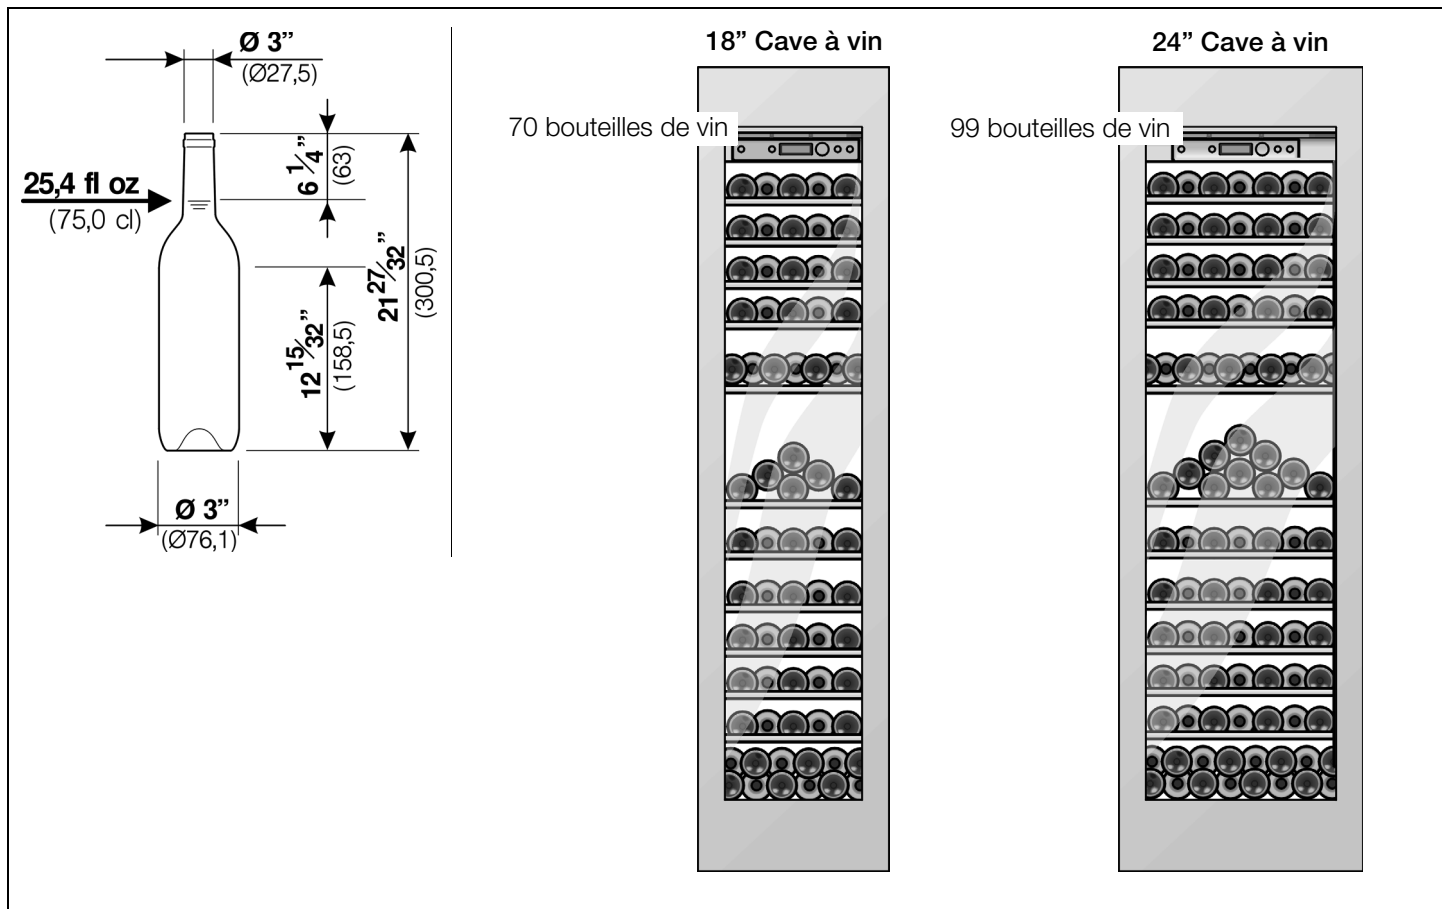 Ø 3”
(Ø27,5)
6 1/4”
(63)
25,4 fl oz
(75,0 cl)
21 27/32”
(300,5)
12 15/32”
(158,5)
Ø 3”
(Ø76,1)
18” Cave à vin
70 bouteilles de vin
24” Cave à vin
99 bouteilles de vin